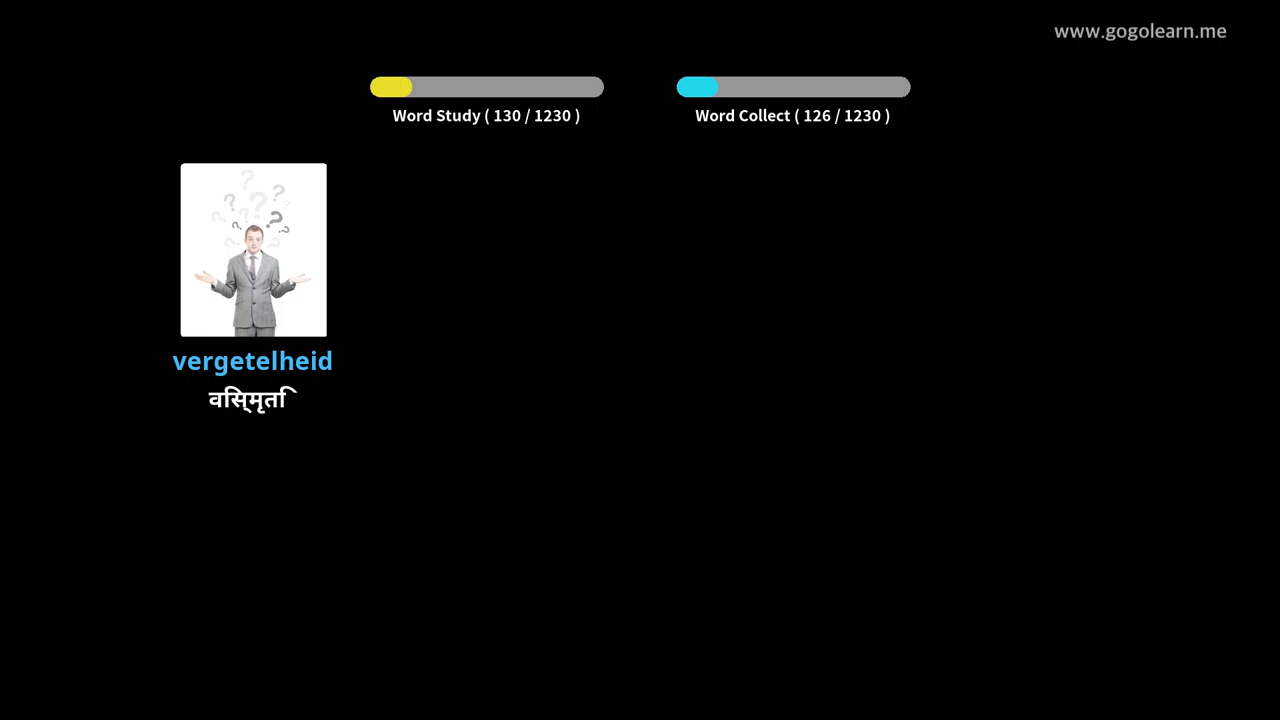 www.gogolearn.me
Word Study ( 130 / 1230 )
Word Collect ( 126 / 1230 )
vergetelheid
विस्मृति